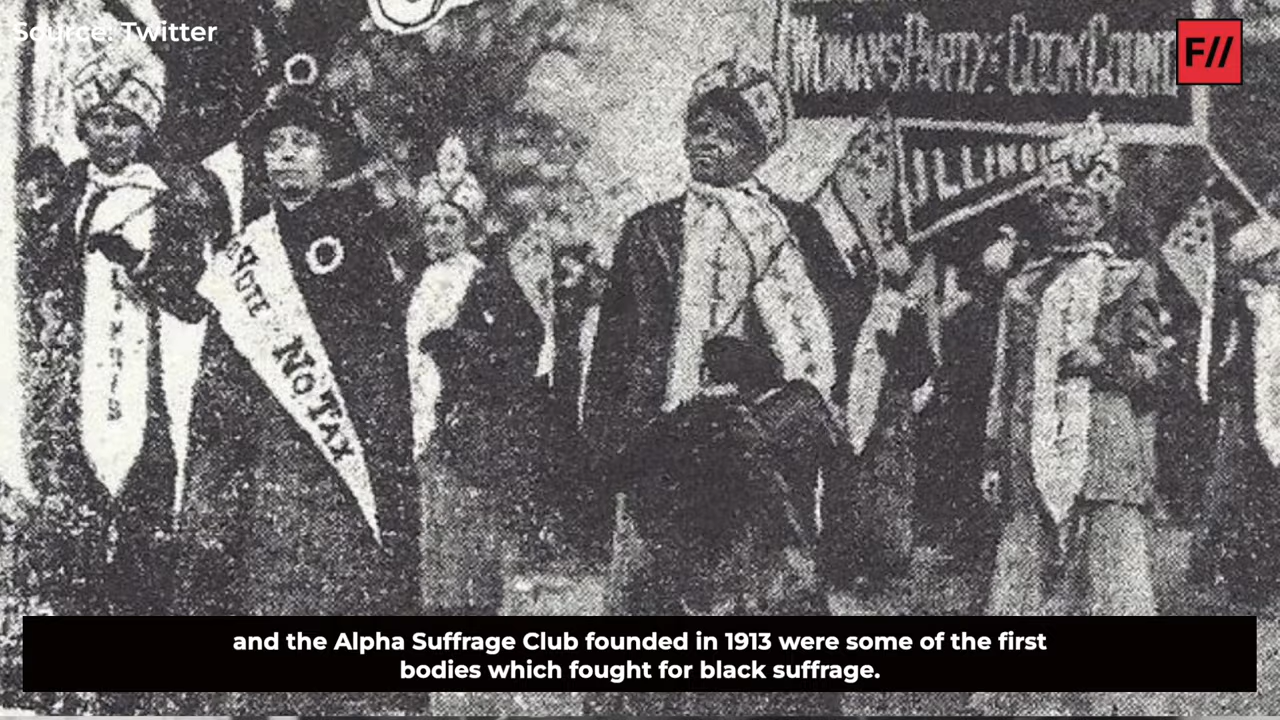 Source: Twitter
F//
WOMAN'S PARTY OF COOK COUNTY
ILLINOIS
VOTE
NO TAX
and the Alpha Suffrage Club founded in 1913 were some of the first
bodies which fought for black suffrage.